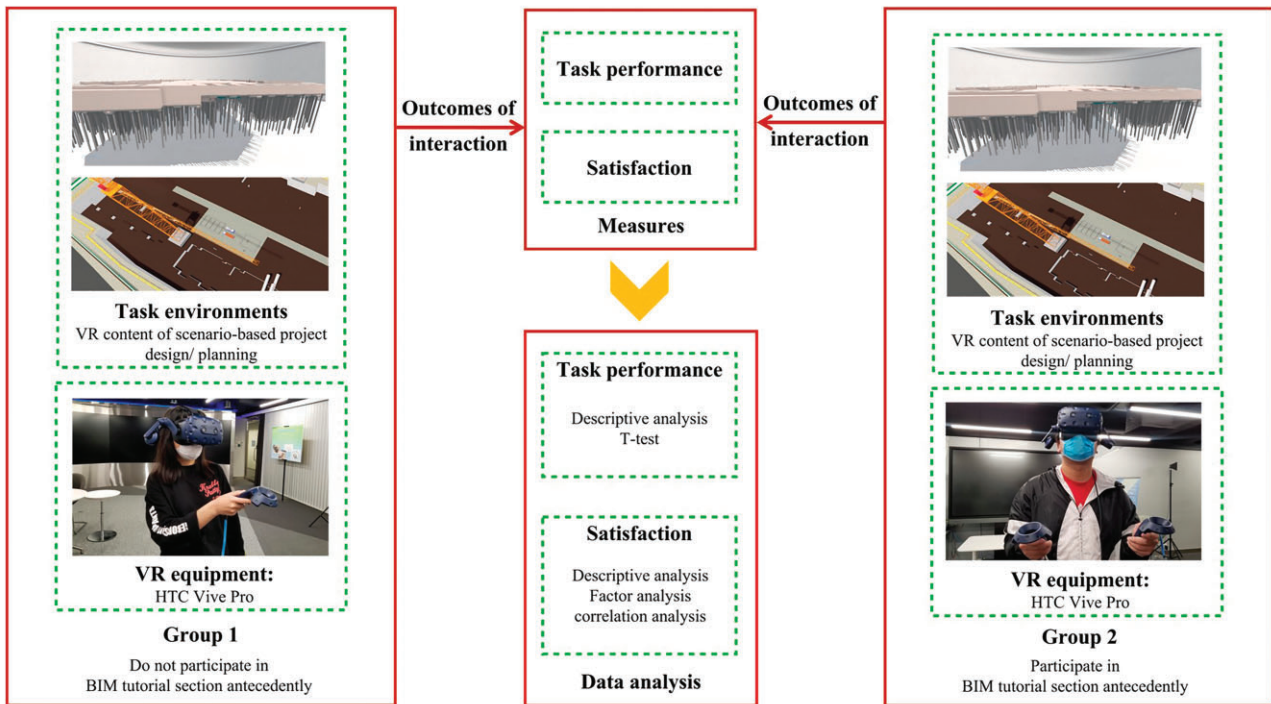 Task environments
VR content of scenario-based project
design/ planning
VR equipment:
HTC Vive Pro
Group 1
Do not participate in
BIM tutorial section antecedently
Outcomes of
interaction
Task performance
Satisfaction
Measures
Task performance
Descriptive analysis
T-test
Satisfaction
Descriptive analysis
Factor analysis
correlation analysis
Data analysis
Outcomes of
interaction
Task environments
VR content of scenario-based project
design/ planning
VR equipment:
HTC Vive Pro
Group 2
Participate in
BIM tutorial section antecedently